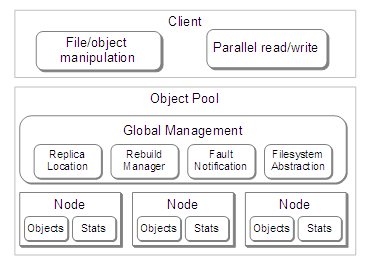 Client
File/object
manipulation
Parallel read/write
Object Pool
Global Management
Replica
Location
Rebuild
Manager
Fault
Notification
Filesystem
Abstraction
Node
Objects
Stats
Node
Objects
Stats
Node
Objects
Stats